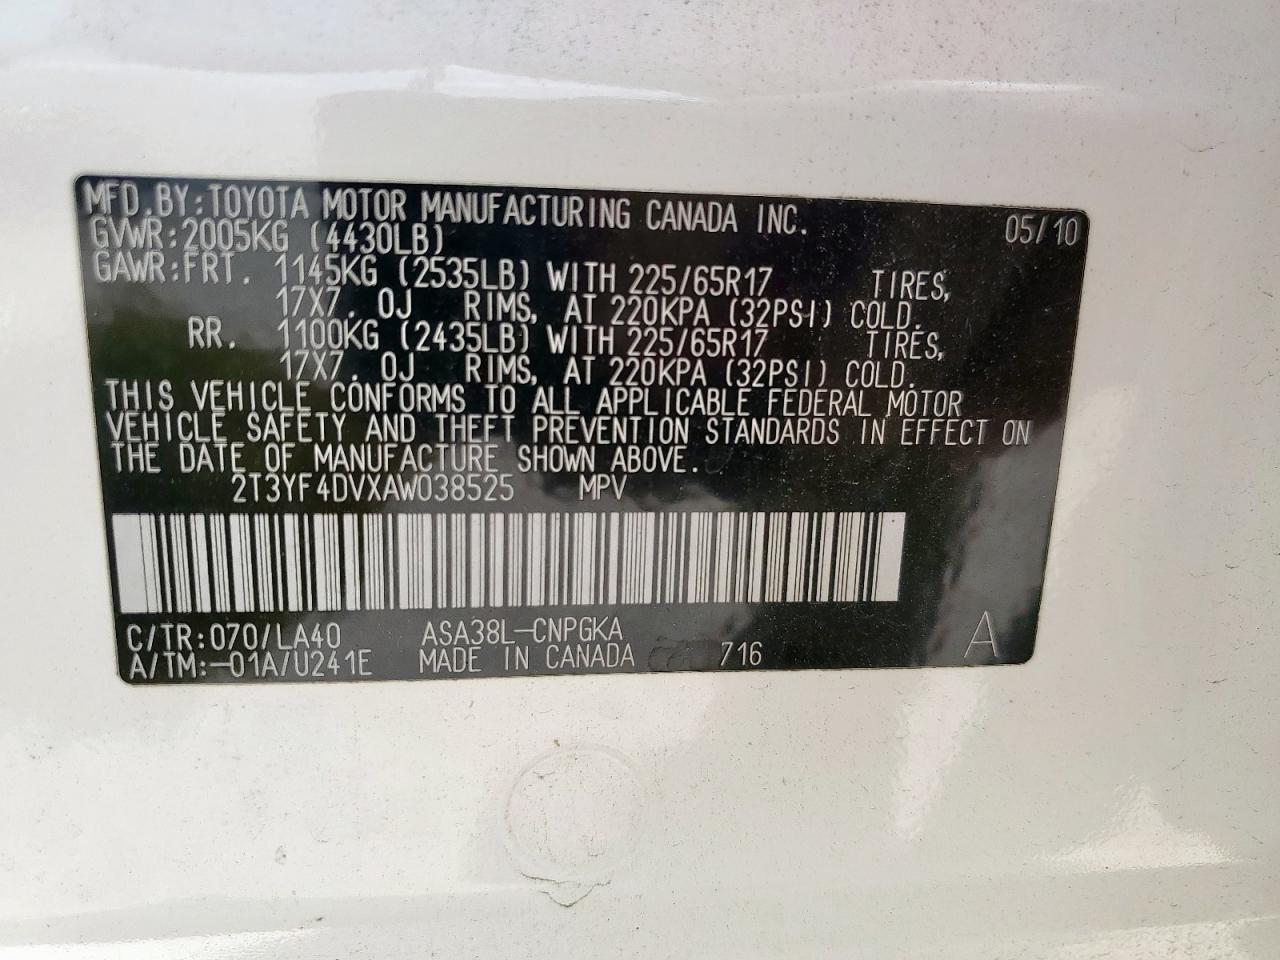 MFD.BY:TOYOTA MOTOR MANUFACTURING CANADA INC. 05/10
GVWR:2005KG (4430LB)
GAWR:FRT. 1145KG (2535LB) WITH 225/65R17 TIRES,
17X7.0J RIMS, AT 220KPA (32PSI) COLD.
RR. 1100KG (2435LB) WITH 225/65R17 TIRES,
17X7.0J RIMS, AT 220KPA (32PSI) COLD.
THIS VEHICLE CONFORMS TO ALL APPLICABLE FEDERAL MOTOR
VEHICLE SAFETY AND THEFT PREVENTION STANDARDS IN EFFECT ON
THE DATE OF MANUFACTURE SHOWN ABOVE.
2T3YF4DVXAW038525 MPV
C/TR:070/LA40 ASA38L-CNPGKA
A/TM:-01A/U241E MADE IN CANADA 716 A